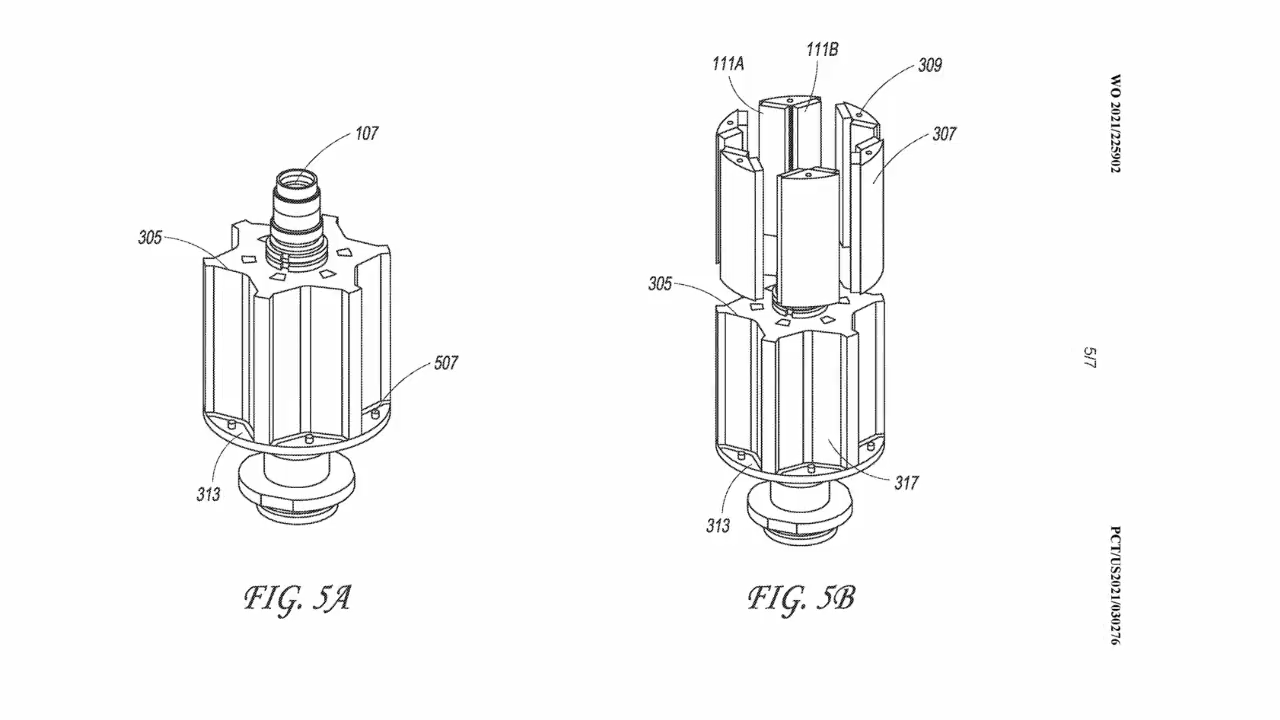 107
305
507
313
FIG. 5A
111A
111B
309
307
305
317
313
FIG. 5B
WO 2021/225902
5/7
PCT/US2021/030276